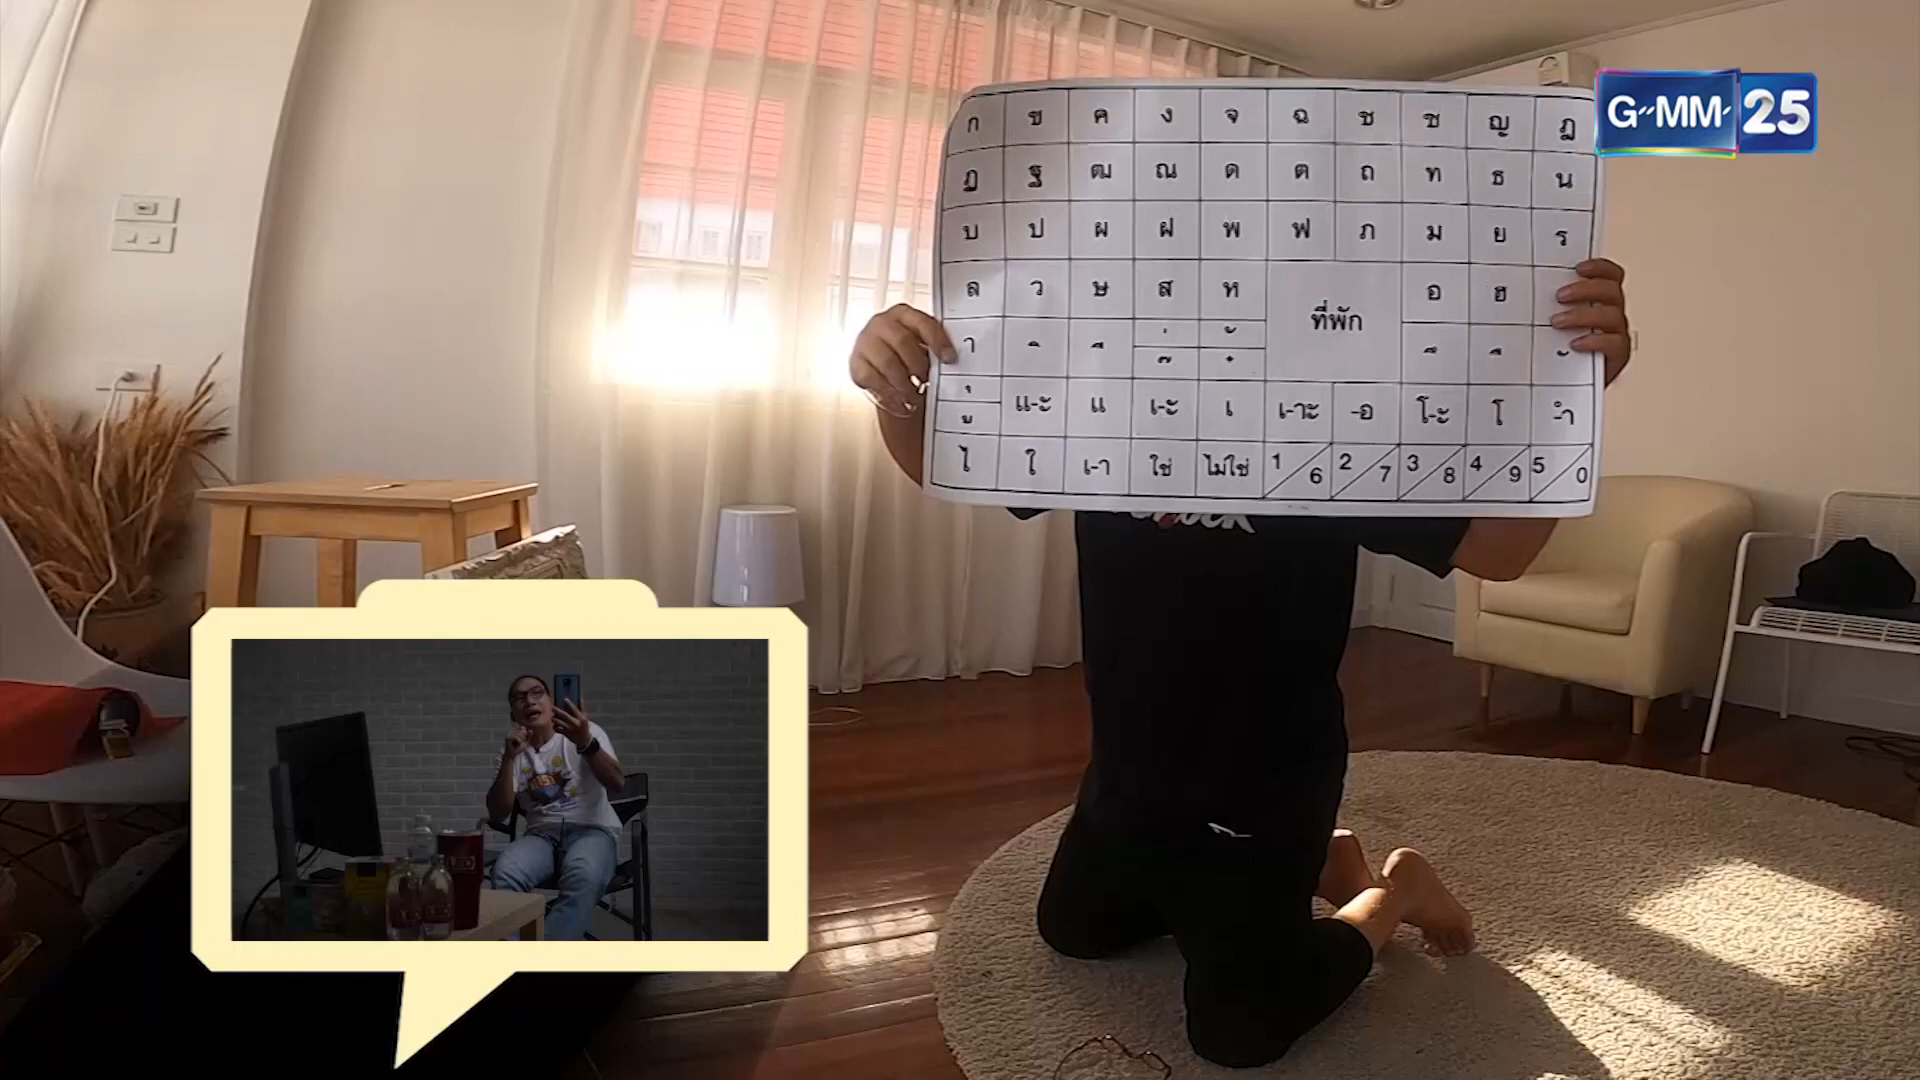 G-MM- 25
ก ข ค ง จ ฉ ช ซ ญ ฎ
ฏ ฐ ฒ ณ ด ต ถ ท ธ น
บ ป ผ ฝ พ ฟ ภ ม ย ร
ล ว ษ ส ห ที่พัก อ ฮ
า ิ ี ่ ้ ๊ ๋ ึ ื ั
ุ ู แ-ะ แ เ-ะ เ เ-าะ -อ โ-ะ โ -ำ
ไ ใ เ-า ใช่ ไม่ใช่ 1/6 2/7 3/8 4/9 5/0